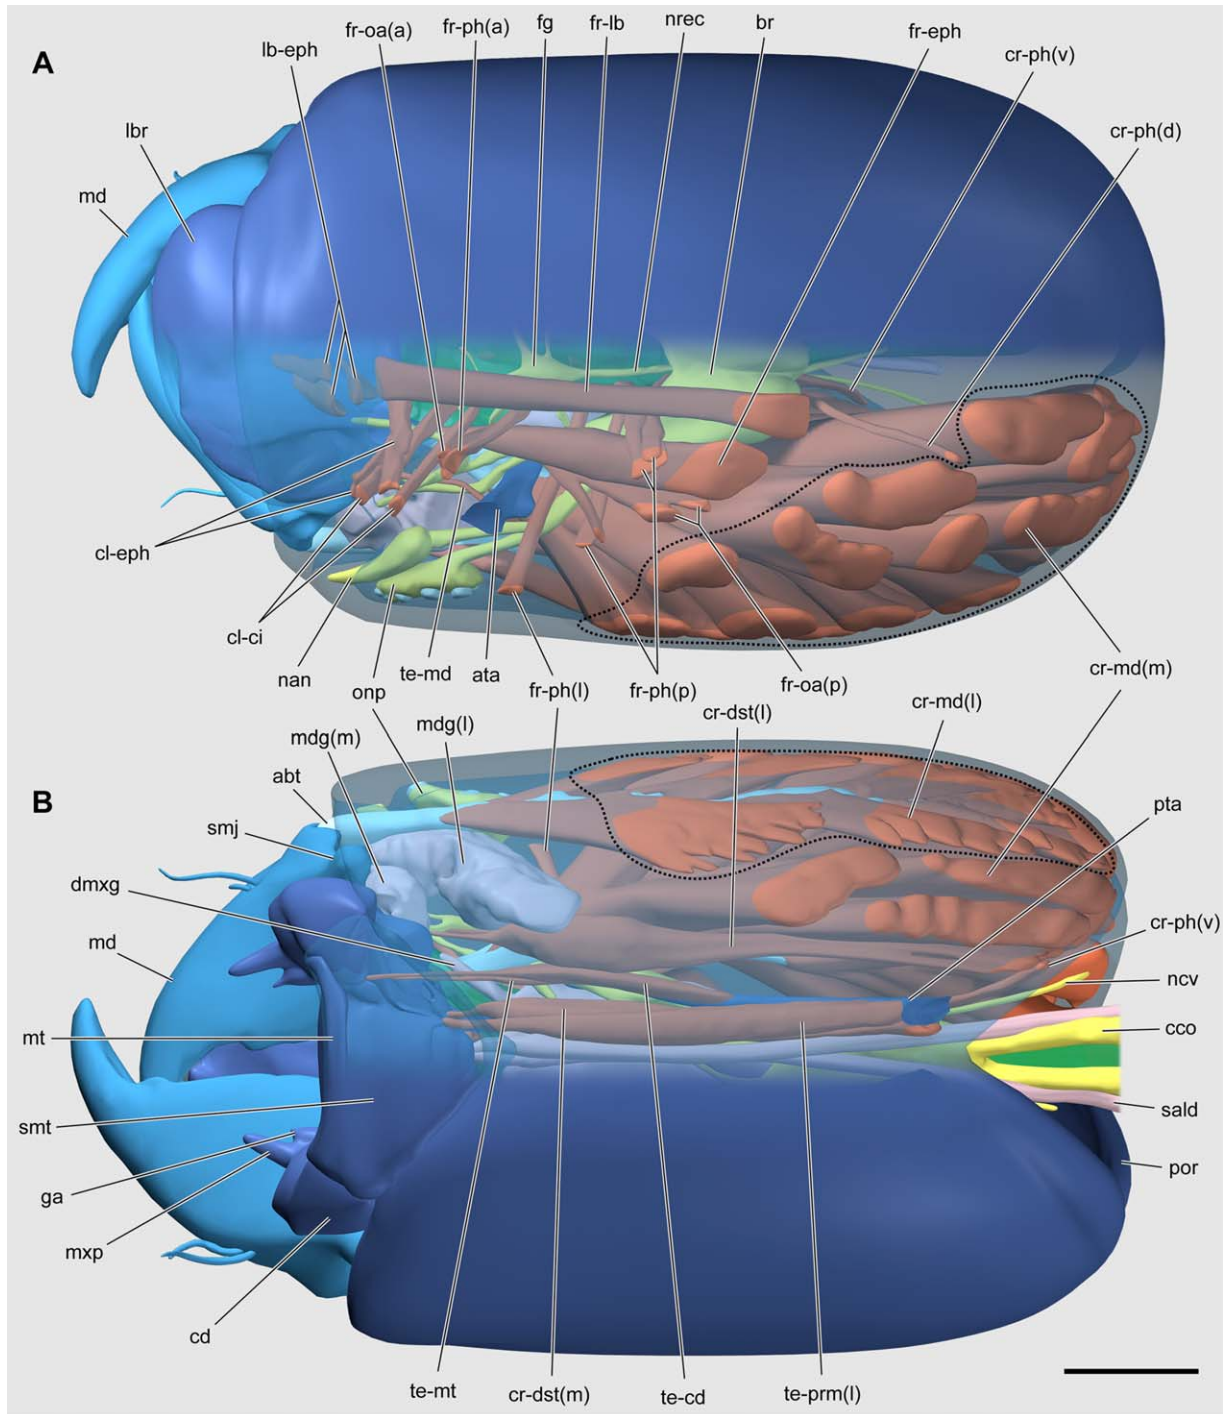 A
lb-eph
fr-oa(a)
fr-ph(a)
fg
fr-lb
nrec
br
fr-eph
cr-ph(v)
cr-ph(d)
lbr
md
cl-eph
cl-ci
nan
onp
te-md
ata
fr-ph(l)
fr-ph(p)
fr-oa(p)
cr-md(m)
B
abt
mdg(m)
mdg(l)
cr-dst(l)
cr-md(l)
pta
smj
dmxg
md
mt
smt
ga
mxp
cd
cr-ph(v)
ncv
cco
sald
por
te-mt
cr-dst(m)
te-cd
te-prm(l)